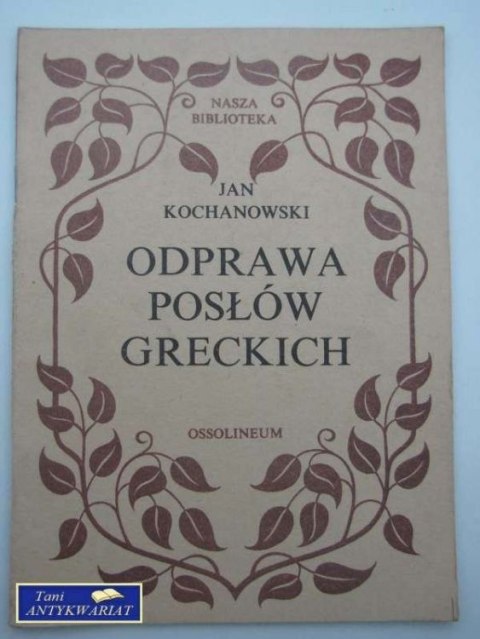 NASZA
BIBLIOTEKA
JAN
KOCHANOWSKI
ODPRAWA
POSŁÓW
GRECKICH
OSSOLINEUM
Tani
ANTYKWARIAT